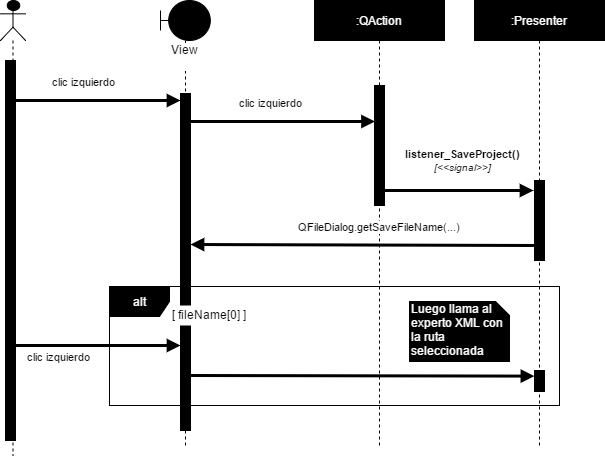 :QAction
:Presenter
View
clic izquierdo
clic izquierdo
listener_SaveProject()
[<<signal>>]
QFileDialog.getSaveFileName(...)
alt
[ fileName[0] ]
Luego llama al
experto XML con
la ruta
seleccionada
clic izquierdo